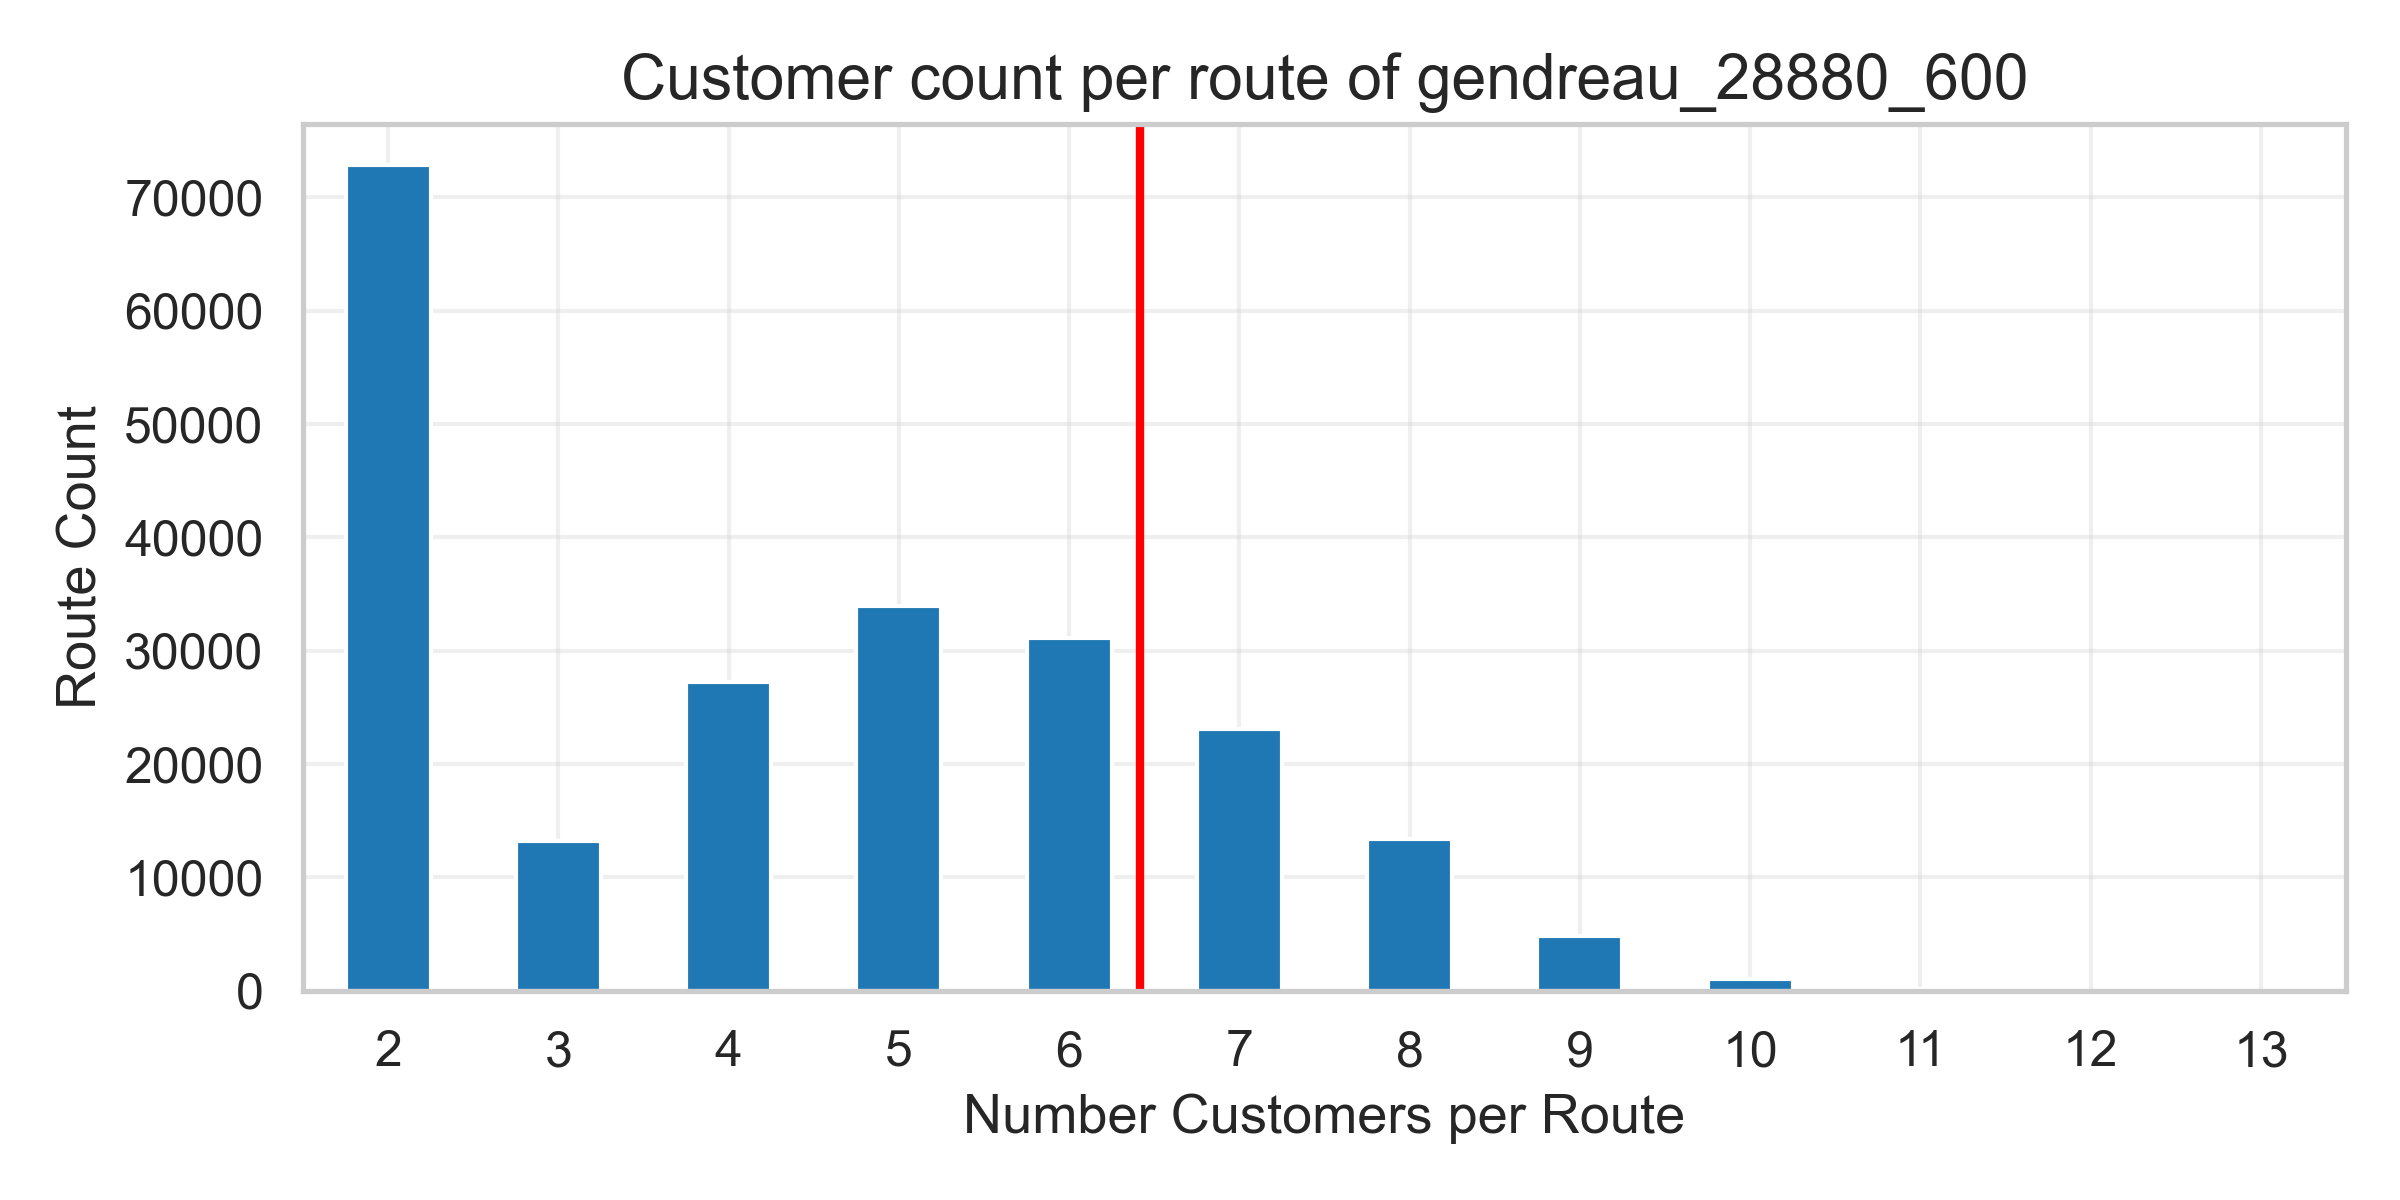 Customer count per route of gendreau_28880_600
70000
60000
50000
40000
30000
20000
10000
0
Route Count
2 3 4 5 6 7 8 9 10 11 12 13
Number Customers per Route